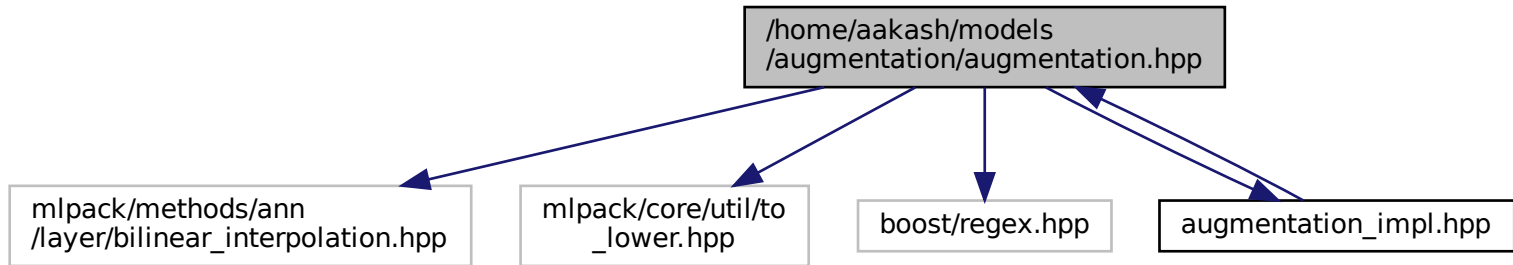 /home/aakash/models
/augmentation/augmentation.hpp
mlpack/methods/ann
/layer/bilinear_interpolation.hpp
mlpack/core/util/to
_lower.hpp
boost/regex.hpp
augmentation_impl.hpp